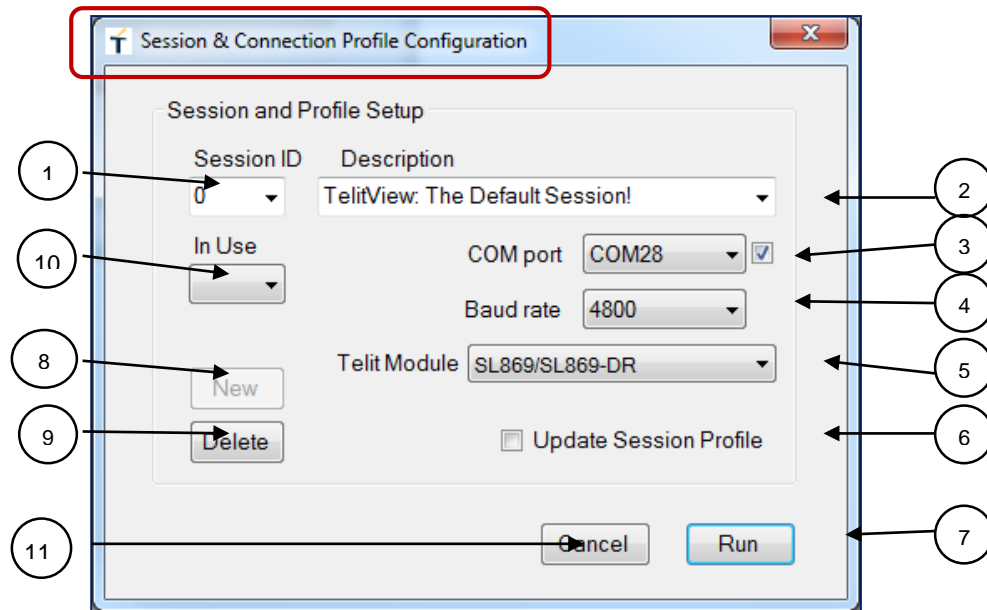 Session & Connection Profile Configuration
Session and Profile Setup
Session ID Description
1
0 TelitView: The Default Session!
2
In Use
COM port COM28
3
10
Baud rate 4800
4
8
Telit Module SL869/SL869-DR
5
New
9
Delete
Update Session Profile
6
11
Cancel Run
7